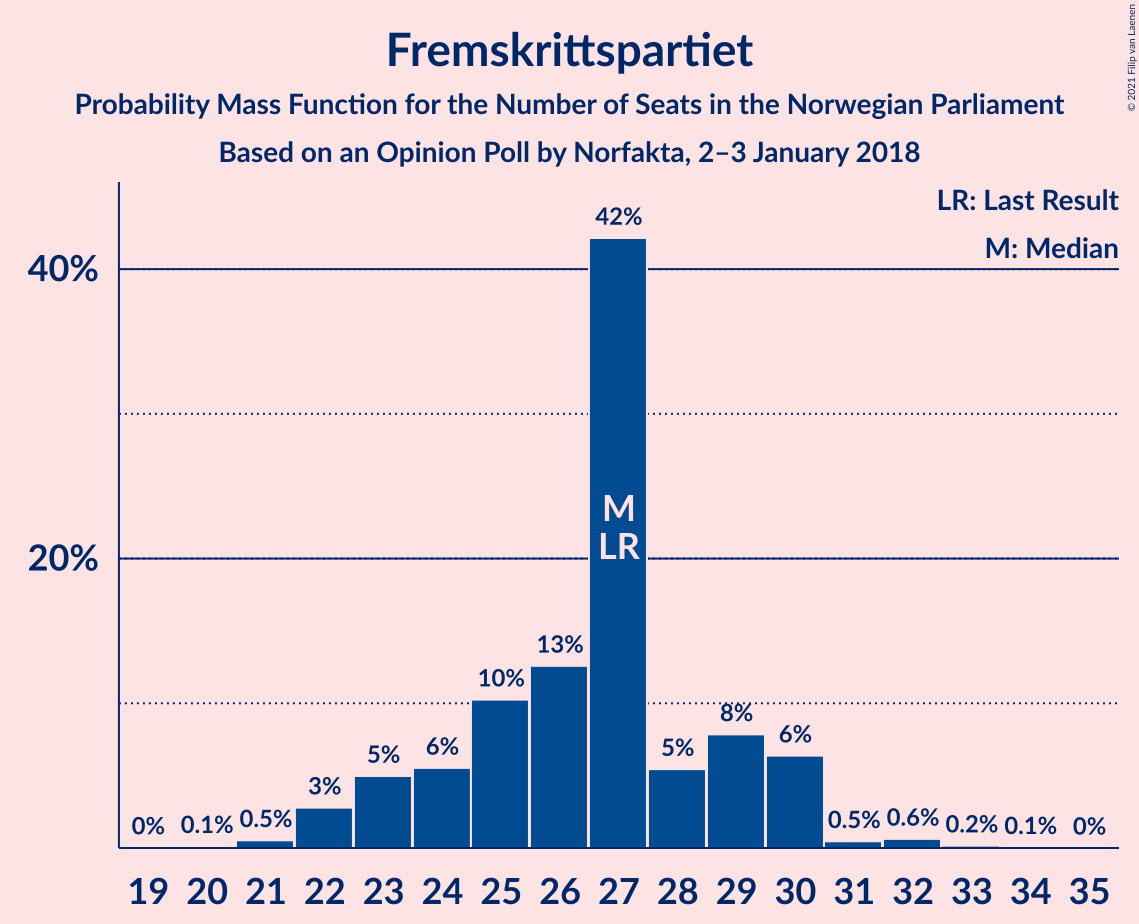 Fremskrittspartiet
Probability Mass Function for the Number of Seats in the Norwegian Parliament
Based on an Opinion Poll by Norfakta, 2–3 January 2018
© 2021 Filip van Laenen
LR: Last Result
M: Median
40%
20%
0%
0.1%
0.5%
3%
5%
6%
10%
13%
42%
M
LR
5%
8%
6%
0.5%
0.6%
0.2%
0.1%
0%
19 20 21 22 23 24 25 26 27 28 29 30 31 32 33 34 35